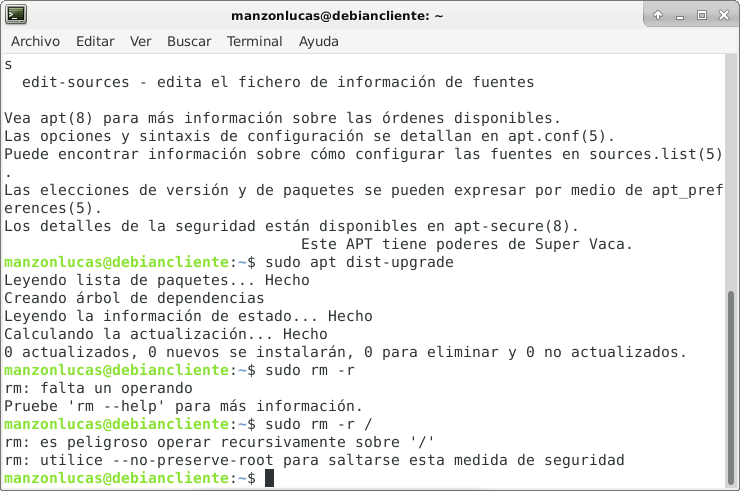 manzonlucas@debiancliente: ~
Archivo Editar Ver Buscar Terminal Ayuda
s
  edit-sources - edita el fichero de información de fuentes

Vea apt(8) para más información sobre las órdenes disponibles.
Las opciones y sintaxis de configuración se detallan en apt.conf(5).
Puede encontrar información sobre cómo configurar las fuentes en sources.list(5)
.
Las elecciones de versión y de paquetes se pueden expresar por medio de apt_pref
erences(5).
Los detalles de la seguridad están disponibles en apt-secure(8).
                                 Este APT tiene poderes de Super Vaca.
manzonlucas@debiancliente:~$ sudo apt dist-upgrade
Leyendo lista de paquetes... Hecho
Creando árbol de dependencias
Leyendo la información de estado... Hecho
Calculando la actualización... Hecho
0 actualizados, 0 nuevos se instalarán, 0 para eliminar y 0 no actualizados.
manzonlucas@debiancliente:~$ sudo rm -r
rm: falta un operando
Pruebe 'rm --help' para más información.
manzonlucas@debiancliente:~$ sudo rm -r /
rm: es peligroso operar recursivamente sobre '/'
rm: utilice --no-preserve-root para saltarse esta medida de seguridad
manzonlucas@debiancliente:~$